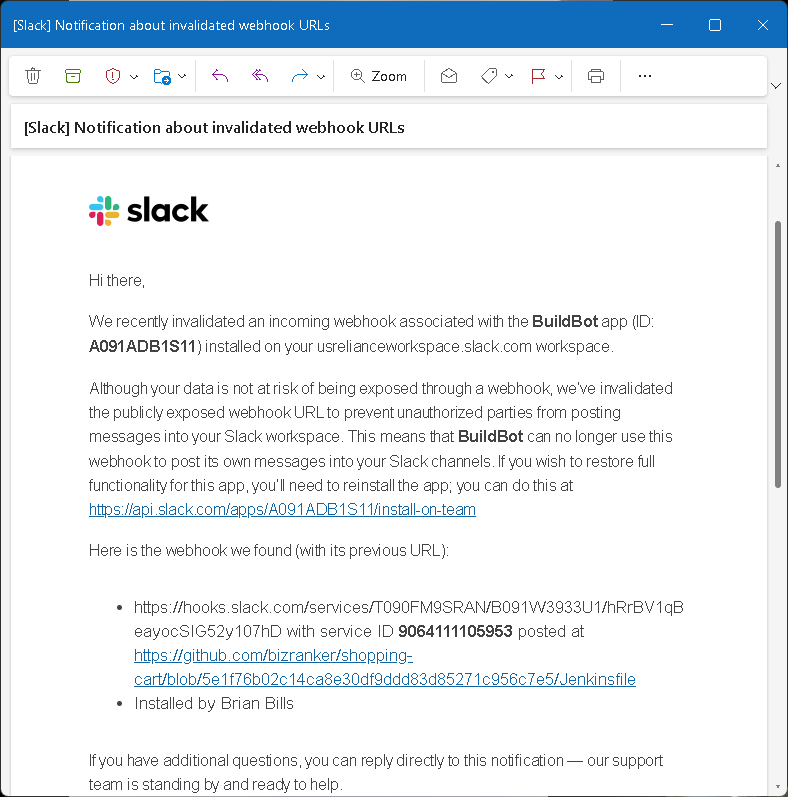 [Slack] Notification about invalidated webhook URLs
Zoom
[Slack] Notification about invalidated webhook URLs
slack
Hi there,
We recently invalidated an incoming webhook associated with the BuildBot app (ID:
A091ADB1S11) installed on your usrelianceworkspace.slack.com workspace.
Although your data is not at risk of being exposed through a webhook, we've invalidated
the publicly exposed webhook URL to prevent unauthorized parties from posting
messages into your Slack workspace. This means that BuildBot can no longer use this
webhook to post its own messages into your Slack channels. If you wish to restore full
functionality for this app, you'll need to reinstall the app; you can do this at
https://api.slack.com/apps/A091ADB1S11/install-on-team
Here is the webhook we found (with its previous URL):
• https://hooks.slack.com/services/T090FM9SRAN/B091W3933U1/hRrBV1qB
eayocSIG52y107hD with service ID 9064111105953 posted at
https://github.com/bizranker/shopping-
cart/blob/5e1f76b02c14ca8e30df9ddd83d85271c956c7e5/Jenkinsfile
• Installed by Brian Bills
If you have additional questions, you can reply directly to this notification — our support
team is standing by and ready to help.